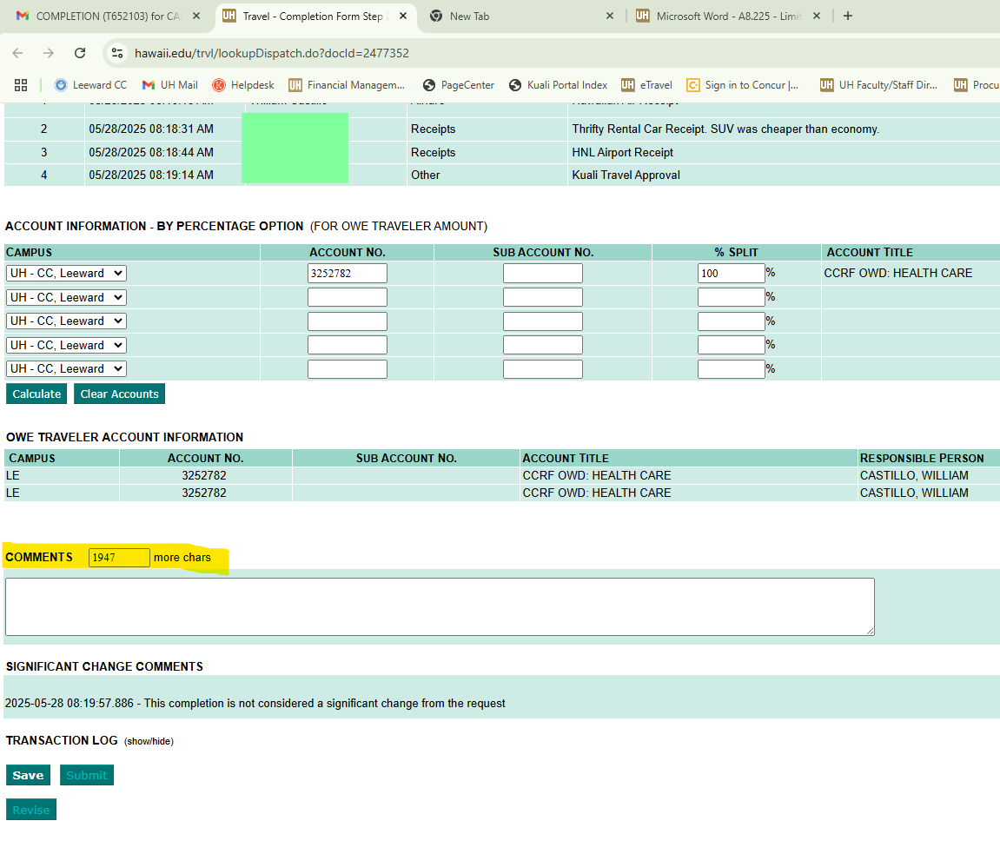 COMPLETION (T652103) for CA
Travel - Completion Form Step
New Tab
Microsoft Word - A8.225 - Limi
hawaii.edu/trvl/lookupDispatch.do?docId=2477352
Leeward CC UH Mail Helpdesk Financial Managem... PageCenter Kuali Portal Index UH eTravel Sign in to Concur |... UH UH Faculty/Staff Dir... UH Procu
2 05/28/2025 08:18:31 AM Receipts Thrifty Rental Car Receipt. SUV was cheaper than economy.
3 05/28/2025 08:18:44 AM Receipts HNL Airport Receipt
4 05/28/2025 08:19:14 AM Other Kuali Travel Approval
ACCOUNT INFORMATION - BY PERCENTAGE OPTION (FOR OWE TRAVELER AMOUNT)
CAMPUS ACCOUNT NO. SUB ACCOUNT NO. % SPLIT ACCOUNT TITLE
UH - CC, Leeward 3252782 100 % CCRF OWD: HEALTH CARE
UH - CC, Leeward %
UH - CC, Leeward %
UH - CC, Leeward %
UH - CC, Leeward %
Calculate Clear Accounts
OWE TRAVELER ACCOUNT INFORMATION
CAMPUS ACCOUNT NO. SUB ACCOUNT NO. ACCOUNT TITLE RESPONSIBLE PERSON
LE 3252782 CCRF OWD: HEALTH CARE CASTILLO, WILLIAM
LE 3252782 CCRF OWD: HEALTH CARE CASTILLO, WILLIAM
COMMENTS 1947 more chars
SIGNIFICANT CHANGE COMMENTS
2025-05-28 08:19:57.886 - This completion is not considered a significant change from the request
TRANSACTION LOG (show/hide)
Save Submit
Revise